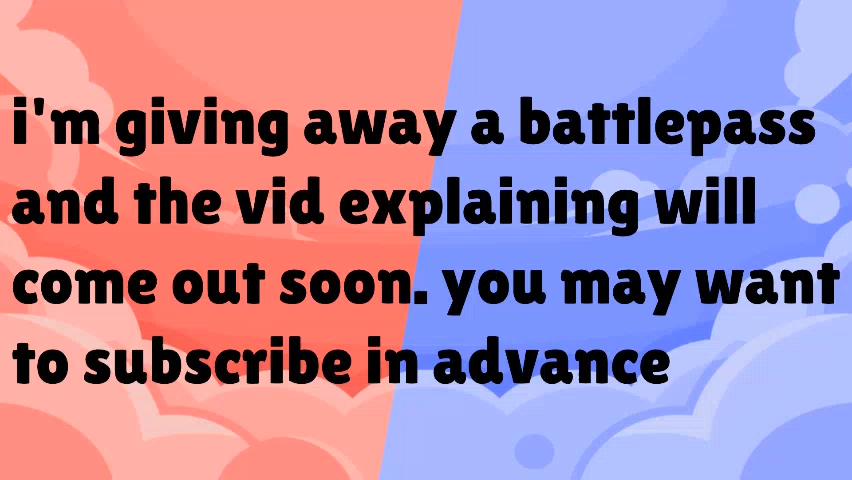 i'm giving away a battlepass
and the vid explaining will
come out soon. you may want
to subscribe in advance